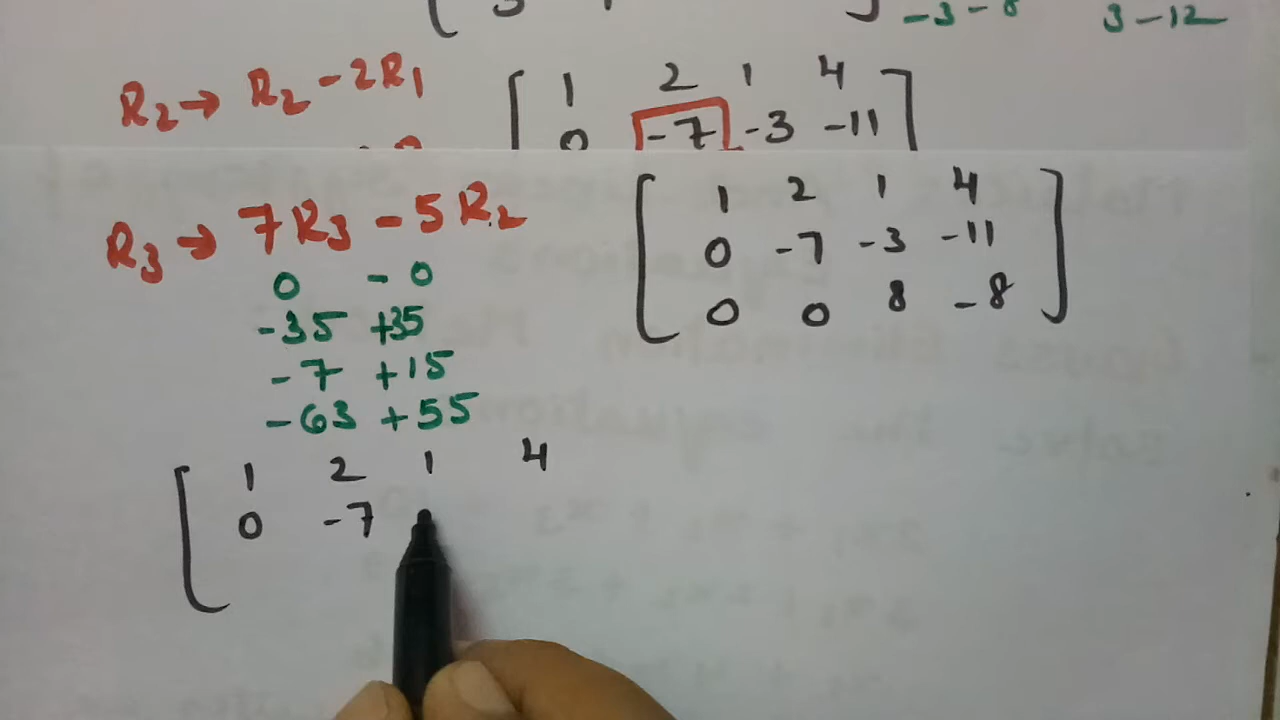 3 1 -3-8 3-12
R2 → R2 -2R1 1 2 1 4
0 -7 -3 -11
R3 → 7R3 - 5R2 1 2 1 4
0 - 0 0 -7 -3 -11
-35 +35 0 0 8 -8
-7 +15
-63 +55
1 2 1 4
0 -7